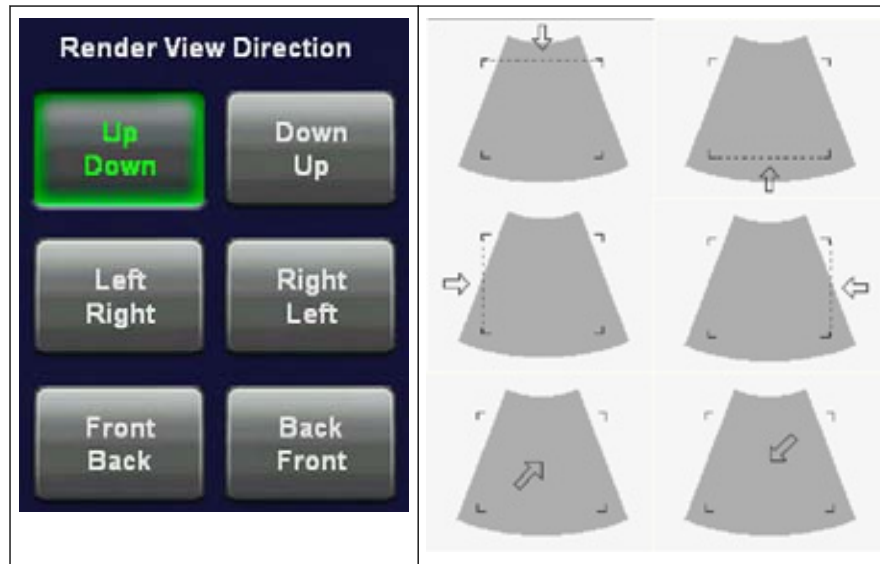 Render View Direction
Up
Down
Down
Up
Left
Right
Right
Left
Front
Back
Back
Front